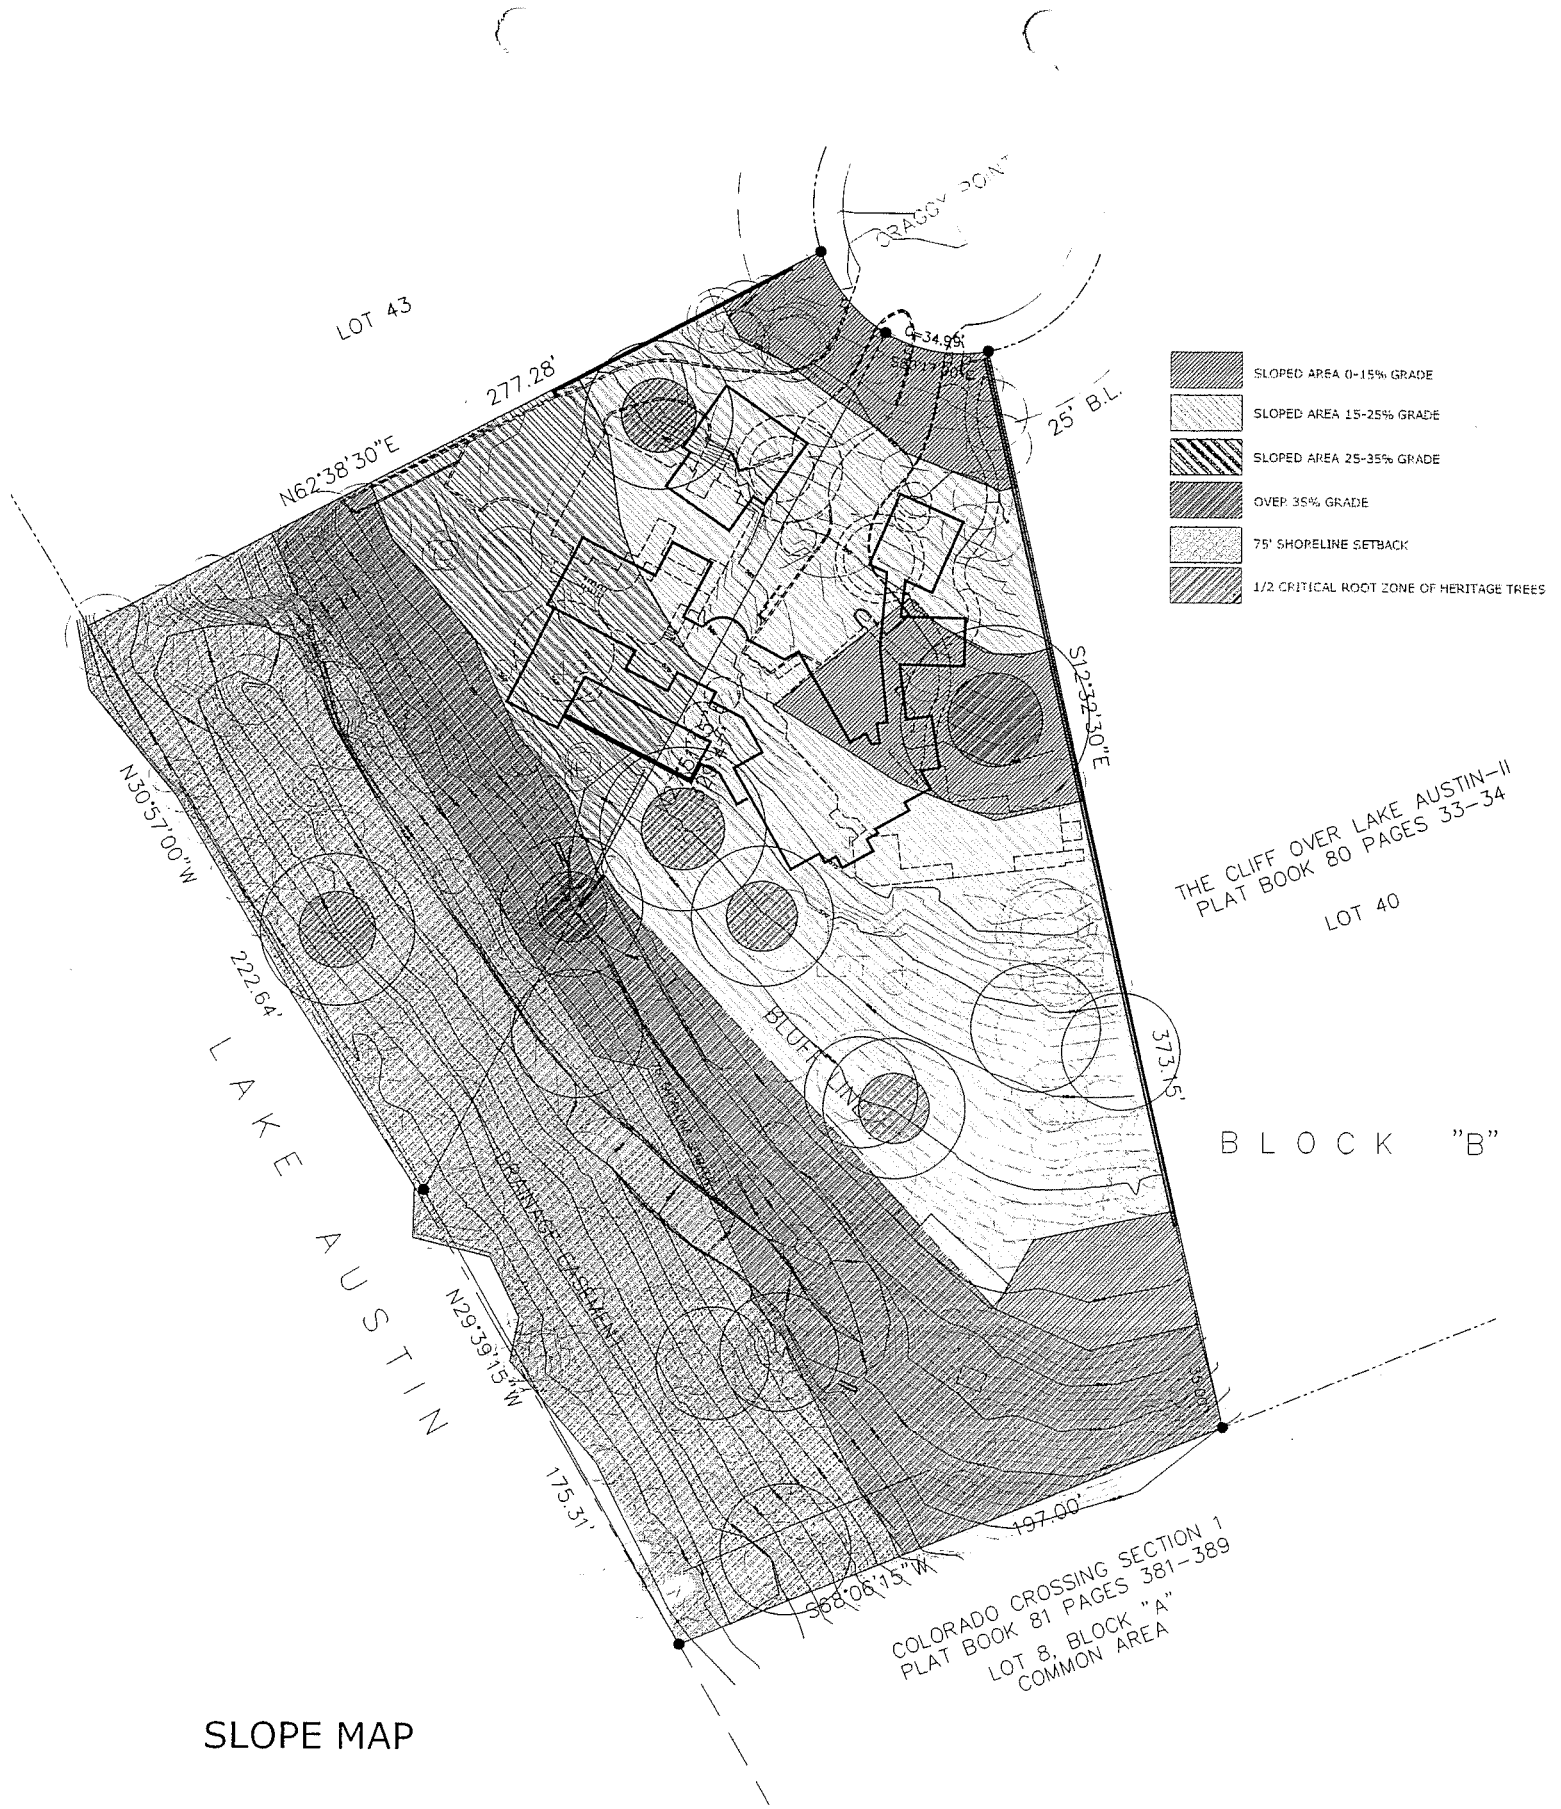 CRAGGY POINT
LOT 43
277.28'
N62°38'30"E
C=34.99'
25' B.L.
SLOPED AREA 0-15% GRADE
SLOPED AREA 15-25% GRADE
SLOPED AREA 25-35% GRADE
OVER 35% GRADE
75' SHORELINE SETBACK
1/2 CRITICAL ROOT ZONE OF HERITAGE TREES
S12°32'30"E
373.15'
N30°57'00"W
222.64'
THE CLIFF OVER LAKE AUSTIN-II
PLAT BOOK 80 PAGES 33-34
LOT 40
BLUFF LINE
BLOCK "B"
LAKE AUSTIN
DRAINAGE EASEMENT
N29°39'15"W
175.31'
197.00'
S68°06'15"W
COLORADO CROSSING SECTION 1
PLAT BOOK 81 PAGES 381-389
LOT 8, BLOCK "A"
COMMON AREA
SLOPE MAP